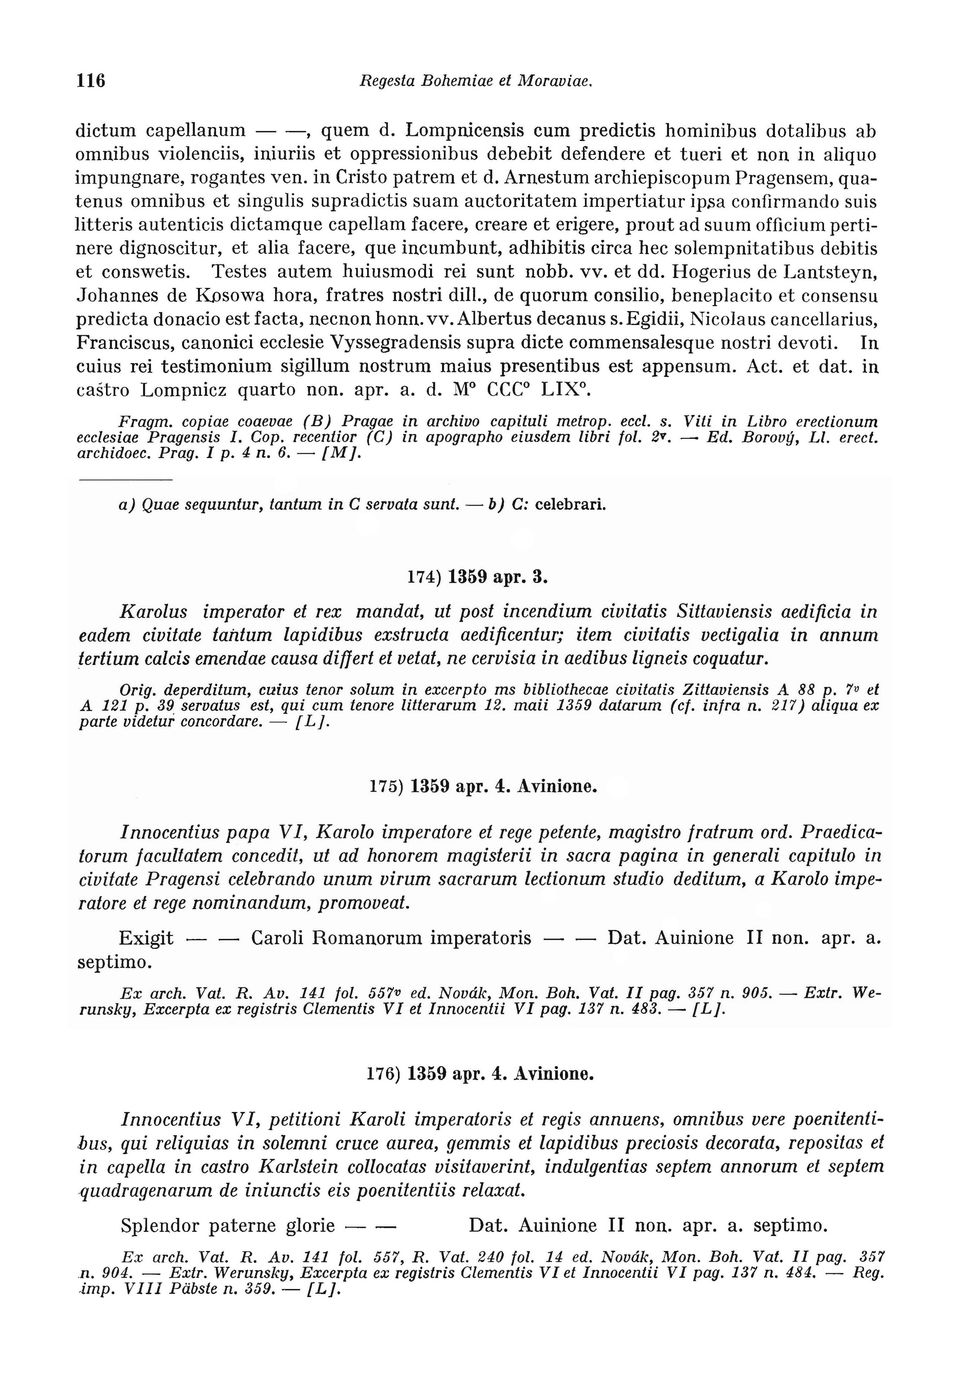 116 Regesta Bohemiae et Moraviae.
dictum capellanum — —, quem d. Lompnicensis cum predictis hominibus dotalibus ab
omnibus violenciis, iniuriis et oppressionibus debebit defendere et tueri et non in aliquo
impungnare, rogantes ven. in Cristo patrem et d. Arnestum archiepiscopum Pragensem, qua-
tenus omnibus et singulis supradictis suam auctoritatem impertiatur ipsa confirmando suis
litteris autenticis dictamque capellam facere, creare et erigere, prout ad suum officium perti-
nere dignoscitur, et alia facere, que incumbunt, adhibitis circa hec solempnitatibus debitis
et conswetis. Testes autem huiusmodi rei sunt nobb. vv. et dd. Hogerius de Lantsteyn,
Johannes de Kosowa hora, fratres nostri dill., de quorum consilio, beneplacito et consensu
predicta donacio est facta, necnon honn. vv. Albertus decanus s. Egidii, Nicolaus cancellarius,
Franciscus, canonici ecclesie Vyssegradensis supra dicte commensalesque nostri devoti. In
cuius rei testimonium sigillum nostrum maius presentibus est appensum. Act. et dat. in
castro Lompnicz quarto non. apr. a. d. M° CCC° LIX°.
Fragm. copiae coaevae (B) Pragae in archivo capituli metrop. eccl. s. Viti in Libro erectionum
ecclesiae Pragensis I. Cop. recentior (C) in apographo eiusdem libri fol. 2v. — Ed. Borový, Ll. erect.
archidoec. Prag. I p. 4 n. 6. — [M].
a) Quae sequuntur, tantum in C servata sunt. — b) C: celebrari.
174) 1359 apr. 3.
Karolus imperator et rex mandat, ut post incendium civitatis Sittaviensis aedificia in
eadem civitate tantum lapidibus exstructa aedificentur; item civitatis vectigalia in annum
tertium calcis emendae causa differt et vetat, ne cervisia in aedibus ligneis coquatur.
Orig. deperditum, cuius tenor solum in excerpto ms bibliothecae civitatis Zittaviensis A 88 p. 7v et
A 121 p. 39 servatus est, qui cum tenore litterarum 12. maii 1359 datarum (cf. infra n. 217) aliqua ex
parte videtur concordare. — [L].
175) 1359 apr. 4. Avinione.
Innocentius papa VI, Karolo imperatore et rege petente, magistro fratrum ord. Praedica-
torum facultatem concedit, ut ad honorem magisterii in sacra pagina in generali capitulo in
civitate Pragensi celebrando unum virum sacrarum lectionum studio deditum, a Karolo impe-
ratore et rege nominandum, promoveat.
Exigit — — Caroli Romanorum imperatoris — — Dat. Auinione II non. apr. a.
septimo.
Ex arch. Vat. R. Av. 141 fol. 557v ed. Novák, Mon. Boh. Vat. II pag. 357 n. 905. — Extr. We-
runsky, Excerpta ex registris Clementis VI et Innocentii VI pag. 137 n. 483. — [L].
176) 1359 apr. 4. Avinione.
Innocentius VI, petitioni Karoli imperatoris et regis annuens, omnibus vere poenitenti-
bus, qui reliquias in solemni cruce aurea, gemmis et lapidibus preciosis decorata, repositas et
in capella in castro Karlstein collocatas visitaverint, indulgentias septem annorum et septem
quadragenarum de iniunctis eis poenitentiis relaxat.
Splendor paterne glorie — — Dat. Auinione II non. apr. a. septimo.
Ex arch. Vat. R. Av. 141 fol. 557, R. Vat. 240 fol. 14 ed. Novák, Mon. Boh. Vat. II pag. 357
n. 904. — Extr. Werunsky, Excerpta ex registris Clementis VI et Innocentii VI pag. 137 n. 484. — Reg.
imp. VIII Päbste n. 359. — [L].